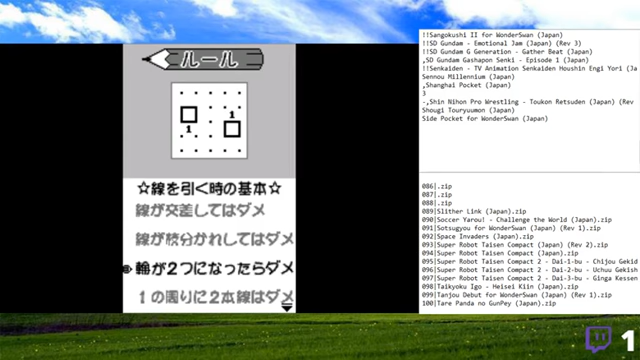 ルール
1
1
☆線を引く時の基本☆
線が交差してはダメ
線が枝分かれしてはダメ
輪が2つになったらダメ
1の周りに2本線はダメ
!!Sangokushi II for WonderSwan (Japan)
!!SD Gundam - Emotional Jam (Japan) (Rev 3)
!!SD Gundam G Generation - Gather Beat (Japan)
,SD Gundam Gashapon Senki - Episode 1 (Japan)
!!Senkaiden - TV Animation Senkaiden Houshin Engi Yori (Ja
Sennou Millennium (Japan)
,Shanghai Pocket (Japan)
3
-,Shin Nihon Pro Wrestling - Toukon Retsuden (Japan) (Rev
Shougi Touryuumon (Japan)
Side Pocket for WonderSwan (Japan)
086|.zip
087|.zip
088|.zip
089|Slither Link (Japan).zip
090|Soccer Yarou! - Challenge the World (Japan).zip
091|Sotsugyou for WonderSwan (Japan) (Rev 1).zip
092|Space Invaders (Japan).zip
093|Super Robot Taisen Compact (Japan) (Rev 2).zip
094|Super Robot Taisen Compact (Japan).zip
095|Super Robot Taisen Compact 2 - Dai-1-bu - Chijou Gekid
096|Super Robot Taisen Compact 2 - Dai-2-bu - Uchuu Gekish
097|Super Robot Taisen Compact 2 - Dai-3-bu - Ginga Kessen
098|Taikyoku Igo - Heisei Kiin (Japan).zip
099|Tanjou Debut for WonderSwan (Japan) (Rev 1).zip
100|Tare Panda no GunPey (Japan).zip
1